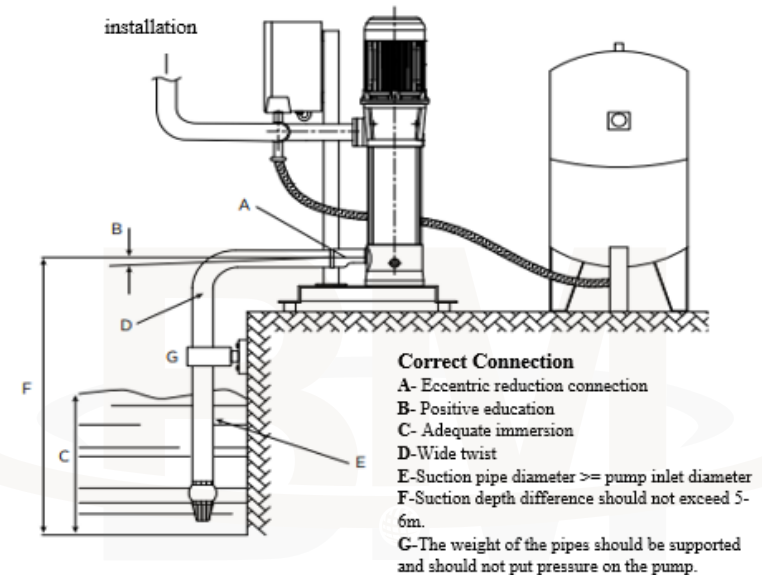 installation
A
B
D
G
F
C
E
Correct Connection
A- Eccentric reduction connection
B- Positive education
C- Adequate immersion
D-Wide twist
E-Suction pipe diameter >= pump inlet diameter
F-Suction depth difference should not exceed 5-
6m.
G-The weight of the pipes should be supported
and should not put pressure on the pump.